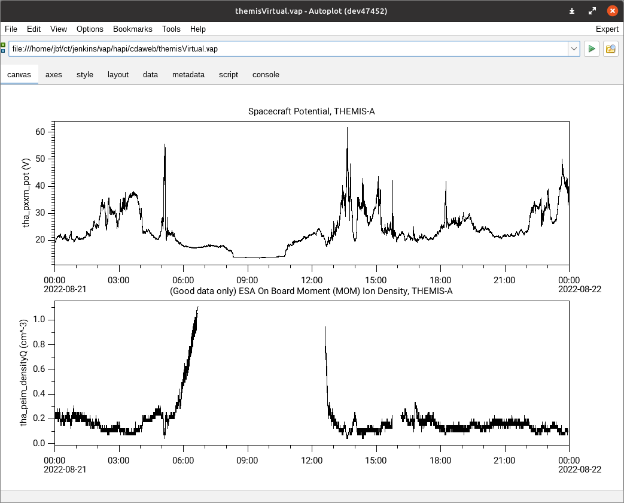 themisVirtual.vap - Autoplot (dev47452)
File Edit View Options Bookmarks Tools Help Expert
file:///home/jbf/ct/jenkins/vap/hapi/cdaweb/themisVirtual.vap
canvas axes style layout data metadata script console
Spacecraft Potential, THEMIS-A
tha_pxxm_pot (V)
60
50
40
30
20
00:00 03:00 06:00 09:00 12:00 15:00 18:00 21:00 00:00
2022-08-21 2022-08-22
(Good data only) ESA On Board Moment (MOM) Ion Density, THEMIS-A
tha_peim_densityQ (cm^-3)
1.0
0.8
0.6
0.4
0.2
0.0
00:00 03:00 06:00 09:00 12:00 15:00 18:00 21:00 00:00
2022-08-21 2022-08-22